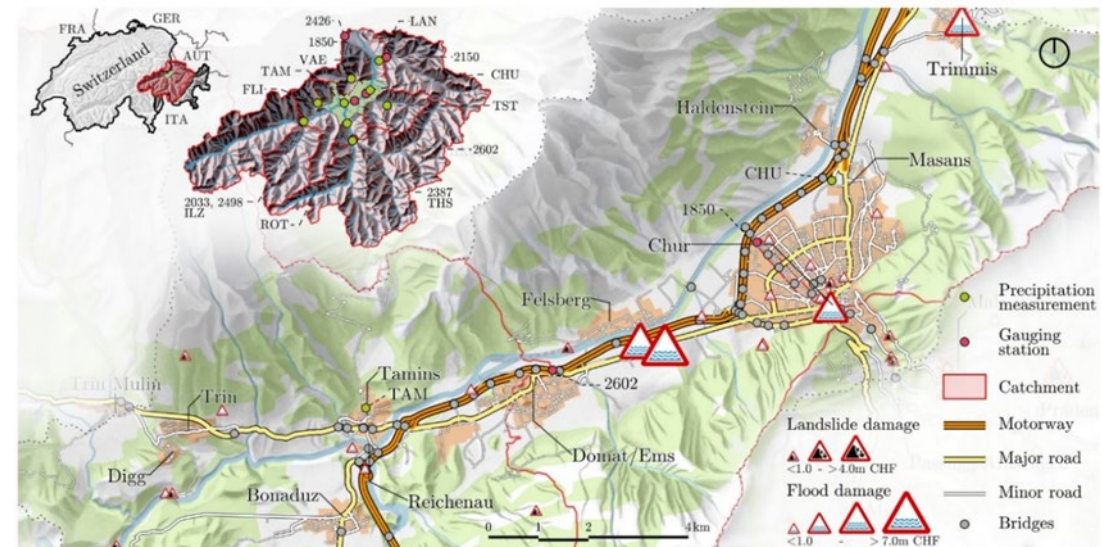 FRA
GER
AUT
Switzerland
ITA
2426
LAN
1850
2150
VAE
TAM
CHU
FLI
TST
2602
2387
THS
2033, 2498
ILZ
ROT
Trimmis
Haldenstein
Masans
CHU
1850
Chur
Felsberg
2602
Tamins
TAM
Trin Mulin
Trin
Digg
Domat/Ems
Bonaduz
Reichenau
0 1 2 4km
Precipitation
measurement
Gauging
station
Catchment
Motorway
Major road
Minor road
Bridges
Landslide damage
<1.0 - >4.0m CHF
Flood damage
<1.0 - > 7.0m CHF